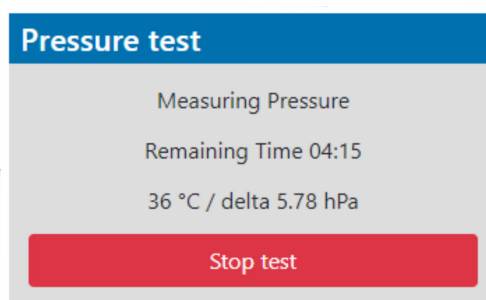 Pressure test
Measuring Pressure
Remaining Time 04:15
36 °C / delta 5.78 hPa
Stop test